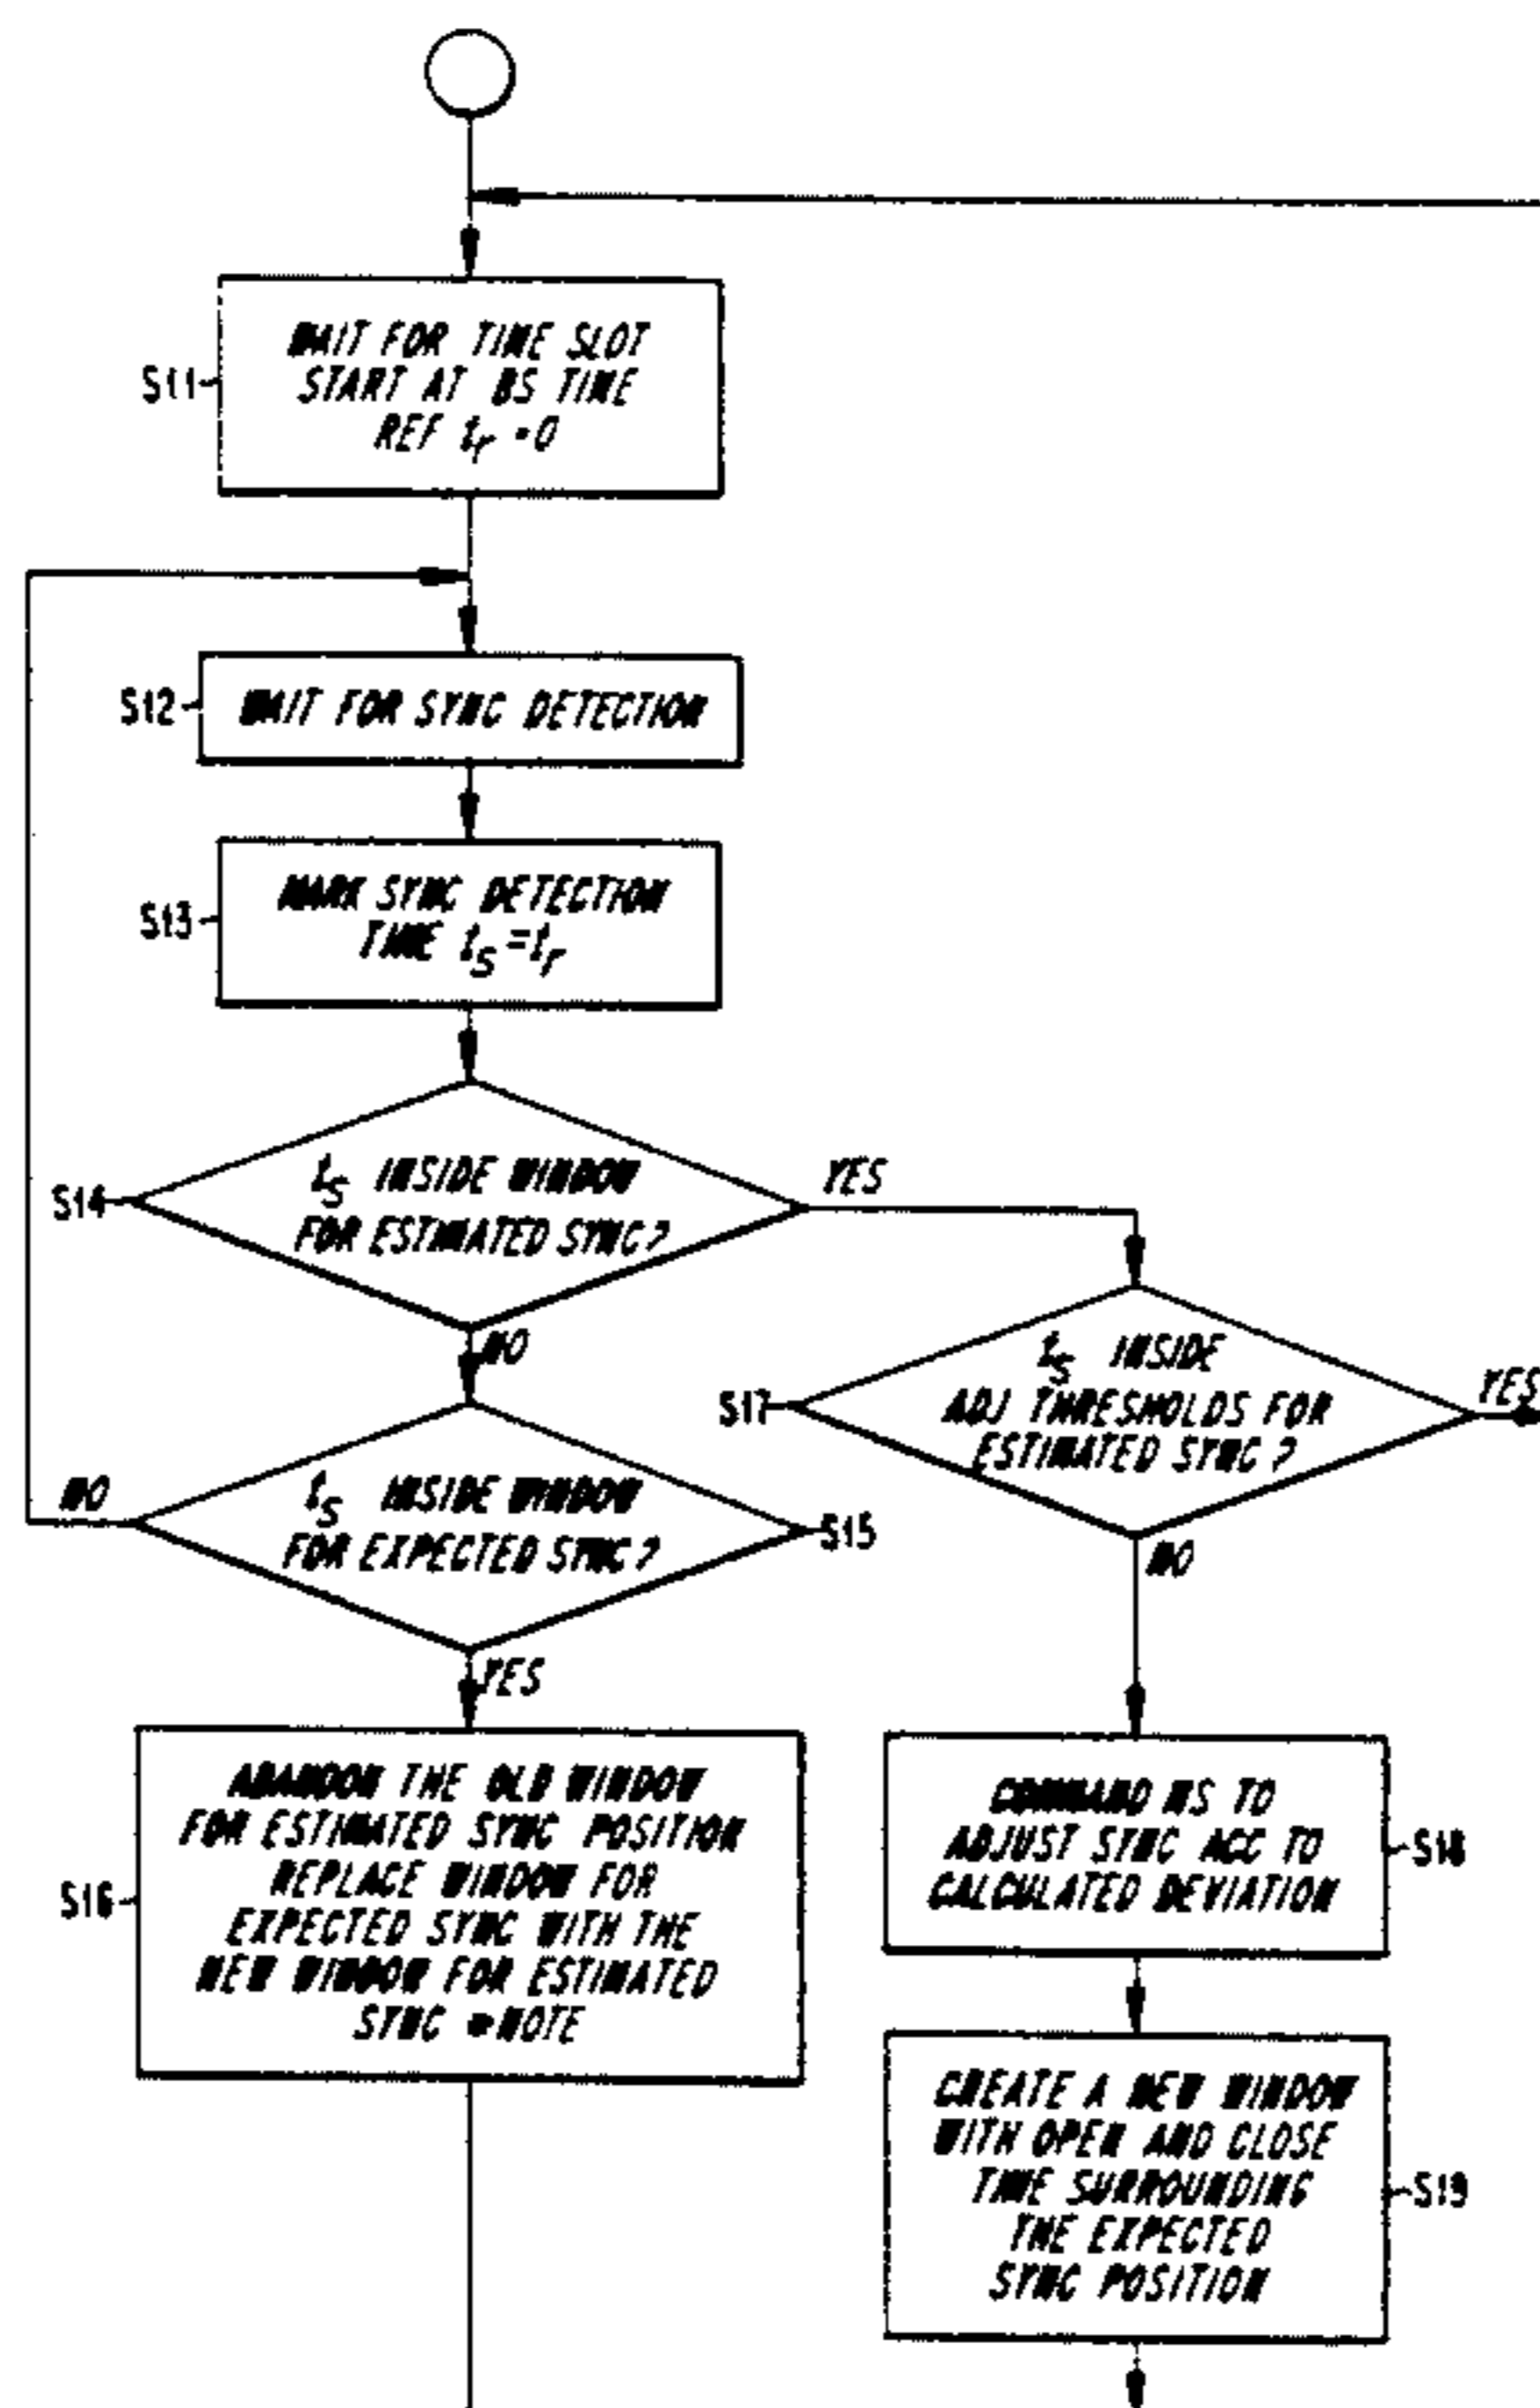 S11
WAIT FOR TIME SLOT
START AT BS TIME
REF tr = 0
S12
WAIT FOR SYNC DETECTION
S13
MARK SYNC DETECTION
TIME ts = tr
S14
ts INSIDE WINDOW
FOR ESTIMATED SYNC?
YES
NO
S17
ts INSIDE
ADJ THRESHOLDS FOR
ESTIMATED SYNC?
YES
NO
NO
ts INSIDE WINDOW
FOR EXPECTED SYNC?
S15
YES
S16
ABANDON THE OLD WINDOW
FOR ESTIMATED SYNC POSITION
REPLACE WINDOW FOR
EXPECTED SYNC WITH THE
NEW WINDOW FOR ESTIMATED
SYNC *NOTE
COMMAND MS TO
ADJUST SYNC ACC TO
CALCULATED DEVIATION
S18
CREATE A NEW WINDOW
WITH OPEN AND CLOSE
TIME SURROUNDING
THE EXPECTED
SYNC POSITION
S19